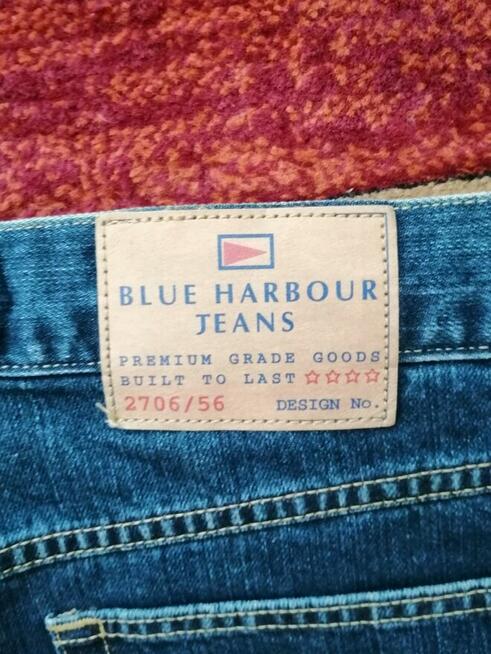 BLUE HARBOUR
JEANS
PREMIUM GRADE GOODS
BUILT TO LAST ☆☆☆☆
2706/56 DESIGN No.